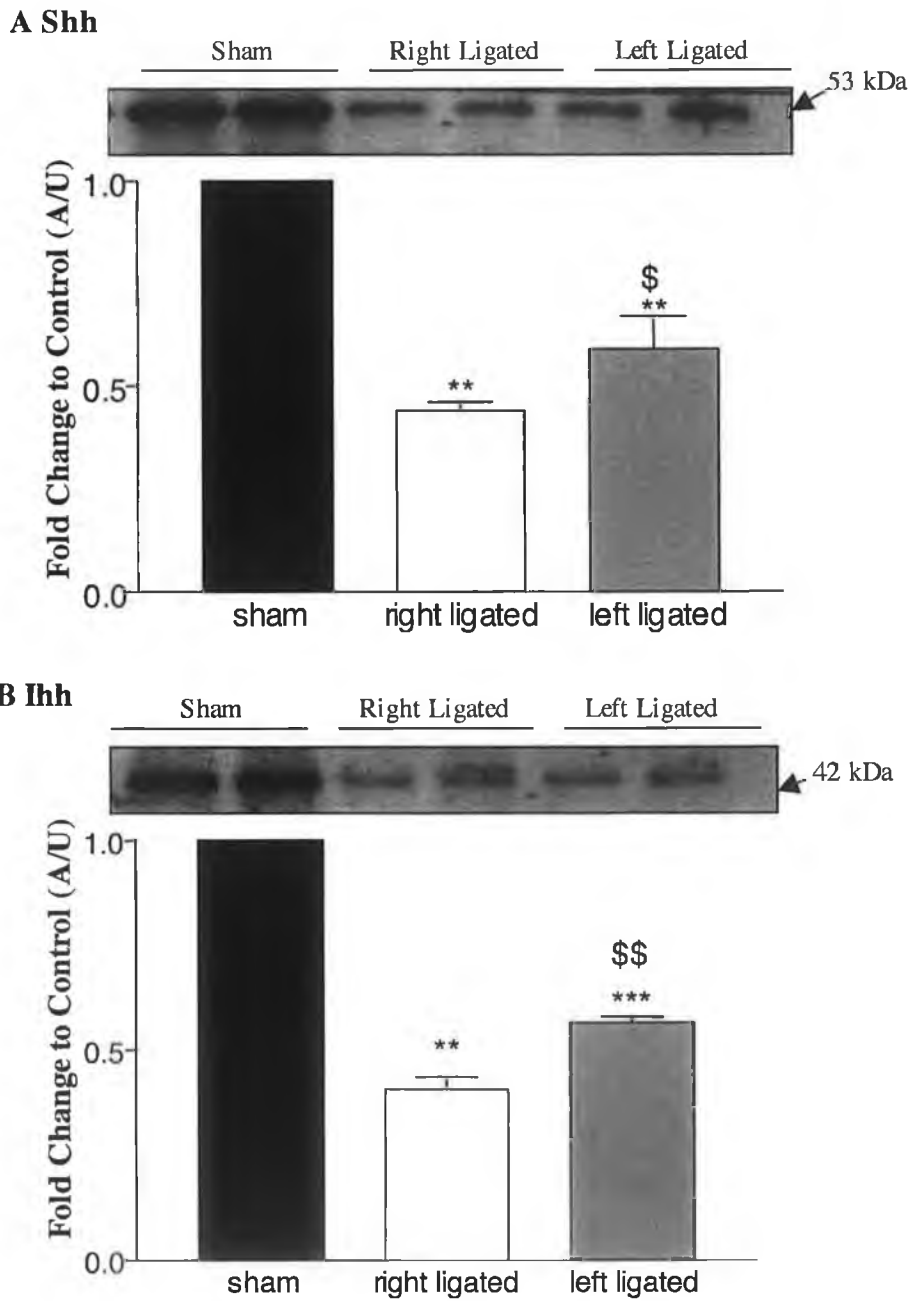 A Shh
Sham Right Ligated Left Ligated
53 kDa
Fold Change to Control (A/U)
1.0
0.5
0.0
**
$
**
sham right ligated left ligated
B Ihh
Sham Right Ligated Left Ligated
42 kDa
Fold Change to Control (A/U)
1.0
0.5
0.0
**
$$
***
sham right ligated left ligated